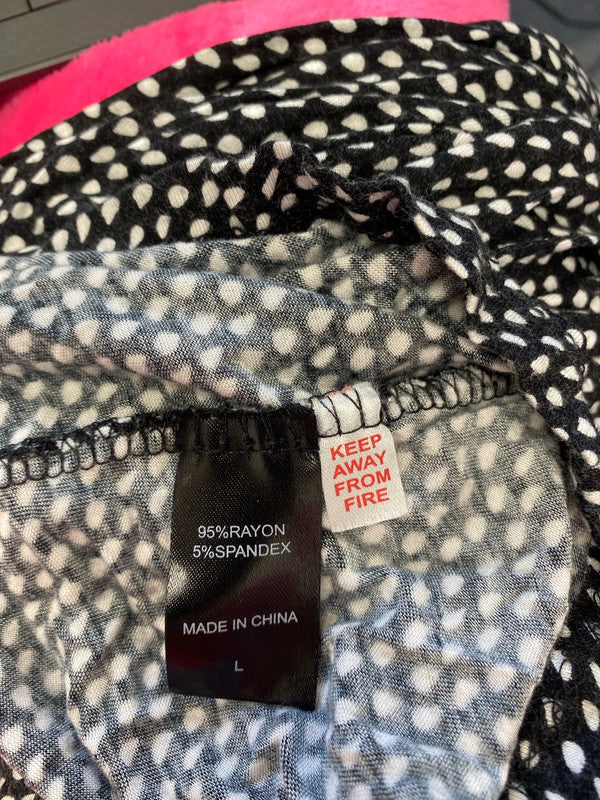 95%RAYON
5%SPANDEX
MADE IN CHINA
L
KEEP
AWAY
FROM
FIRE